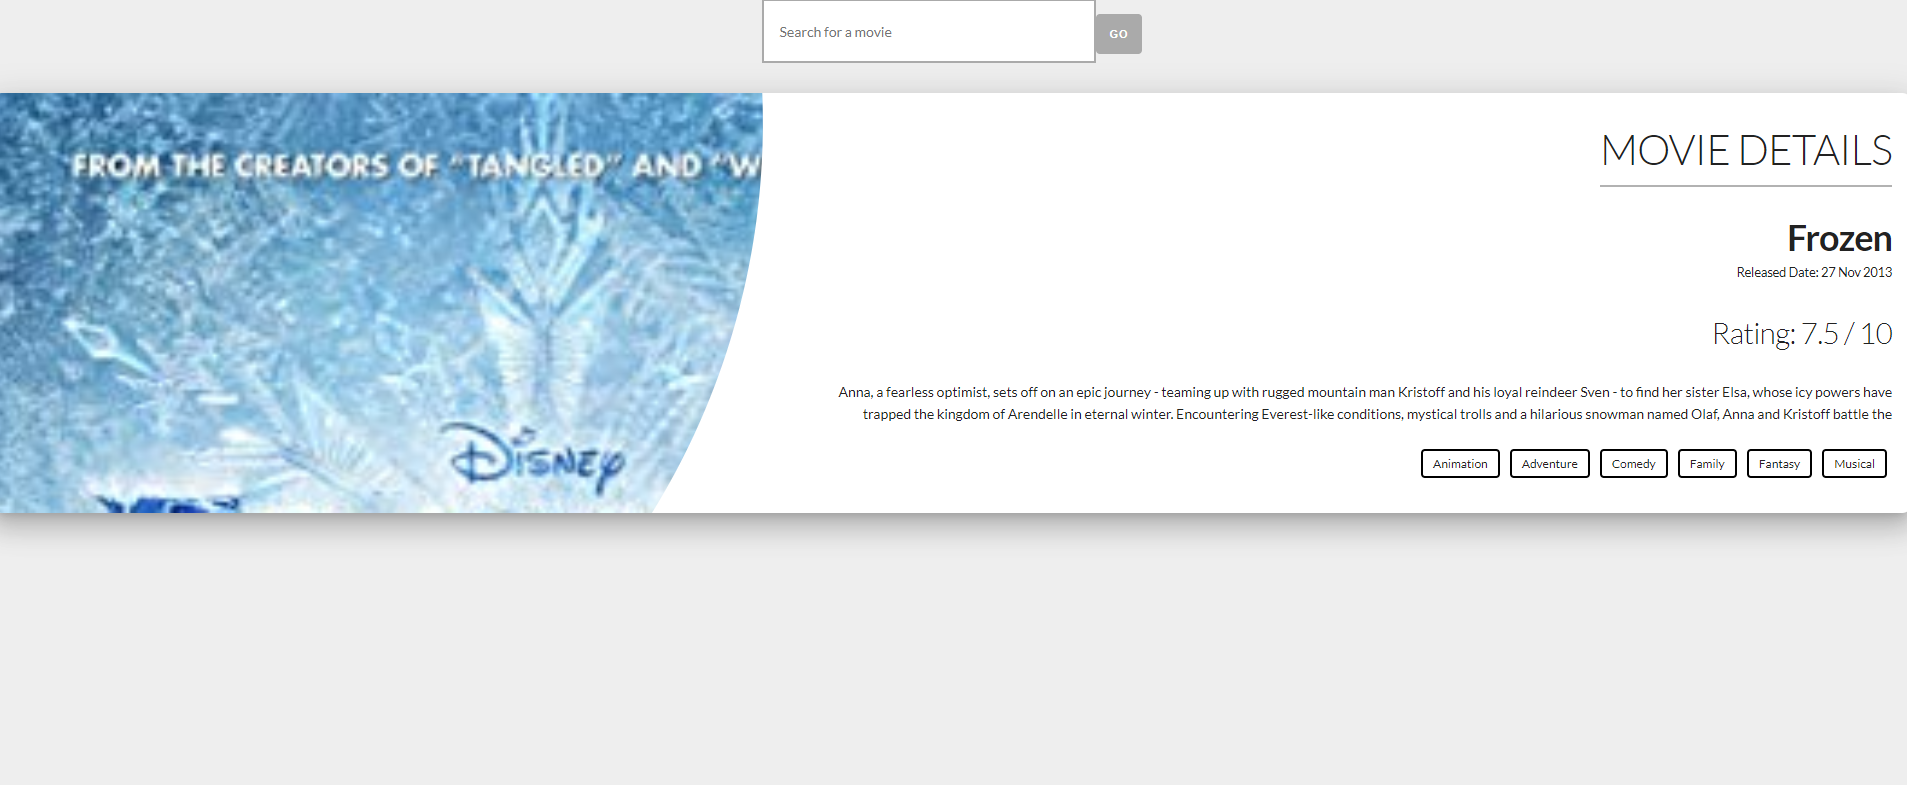 Search for a movie
GO
FROM THE CREATORS OF “TANGLED” AND “W
Disney
MOVIE DETAILS
Frozen
Released Date: 27 Nov 2013
Rating: 7.5 / 10
Anna, a fearless optimist, sets off on an epic journey - teaming up with rugged mountain man Kristoff and his loyal reindeer Sven - to find her sister Elsa, whose icy powers have
trapped the kingdom of Arendelle in eternal winter. Encountering Everest-like conditions, mystical trolls and a hilarious snowman named Olaf, Anna and Kristoff battle the
Animation
Adventure
Comedy
Family
Fantasy
Musical